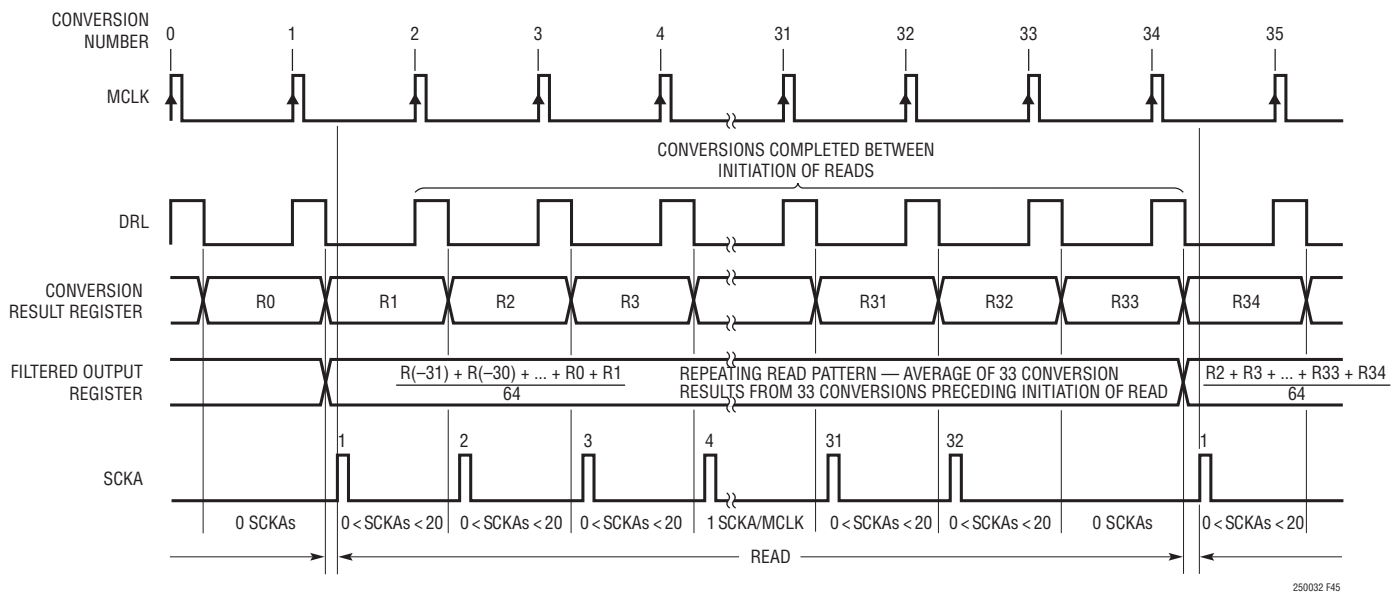 CONVERSION
NUMBER
0 1 2 3 4 31 32 33 34 35
MCLK
CONVERSIONS COMPLETED BETWEEN
INITIATION OF READS
DRL
CONVERSION
RESULT REGISTER
R0 R1 R2 R3 R31 R32 R33 R34
FILTERED OUTPUT
REGISTER
R(–31) + R(–30) + ... + R0 + R1
64
REPEATING READ PATTERN — AVERAGE OF 33 CONVERSION
RESULTS FROM 33 CONVERSIONS PRECEDING INITIATION OF READ
R2 + R3 + ... + R33 + R34
64
1 2 3 4 31 32 1
SCKA
0 SCKAs 0 < SCKAs < 20 0 < SCKAs < 20 0 < SCKAs < 20 1 SCKA/MCLK 0 < SCKAs < 20 0 < SCKAs < 20 0 SCKAs 0 < SCKAs < 20
READ
250032 F45